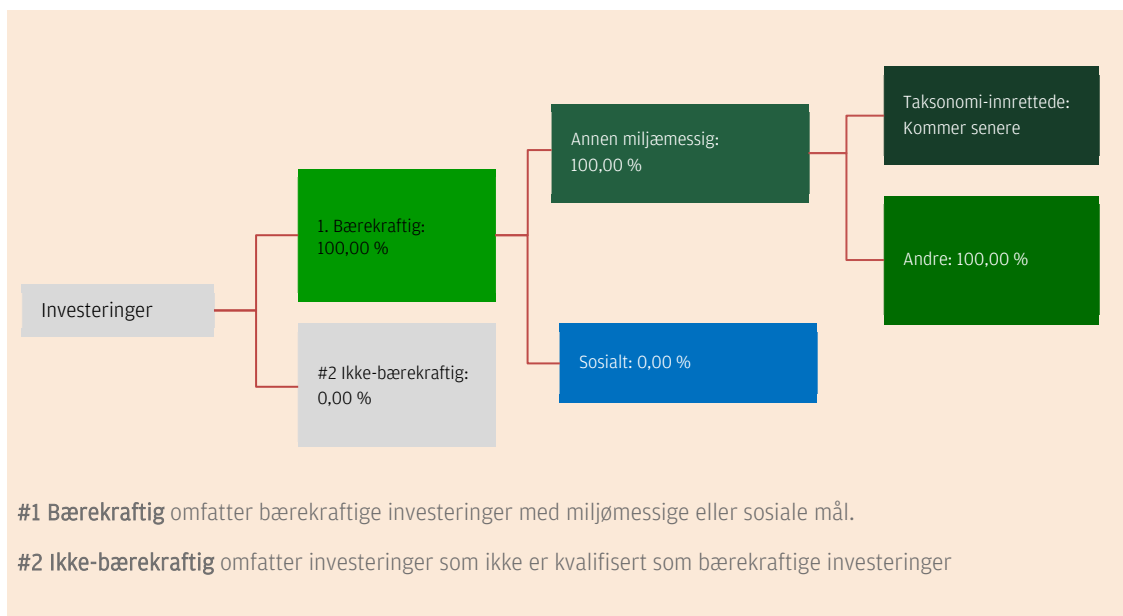 Taksonomi-innrettede:
Kommer senere
Annen miljæmessig:
100,00 %
1. Bærekraftig:
100,00 %
Andre: 100,00 %
Investeringer
#2 Ikke-bærekraftig:
0,00 %
Sosialt: 0,00 %
#1 Bærekraftig omfatter bærekraftige investeringer med miljømessige eller sosiale mål.
#2 Ikke-bærekraftig omfatter investeringer som ikke er kvalifisert som bærekraftige investeringer